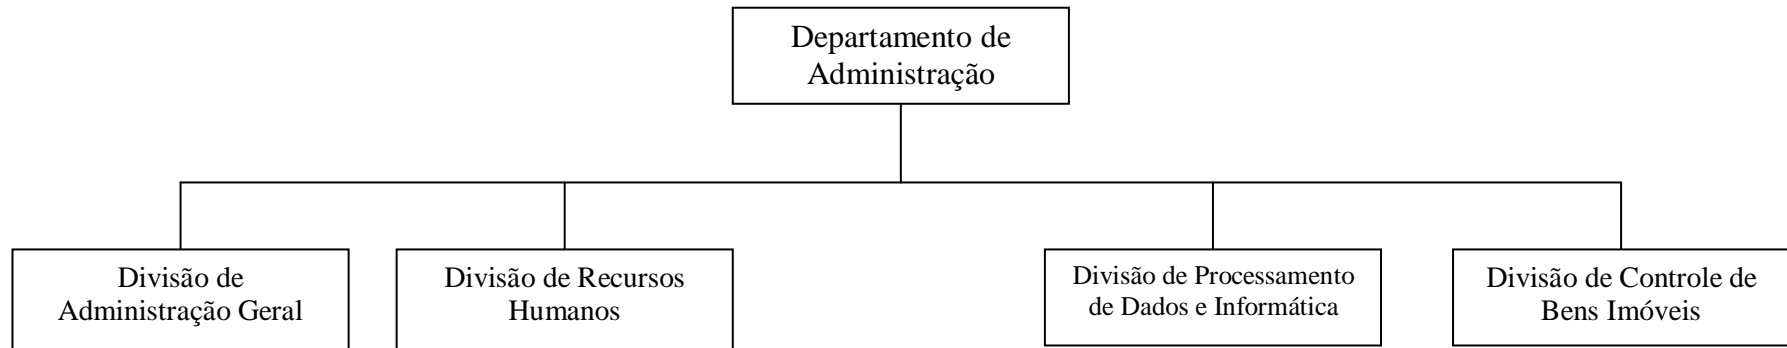 Departamento de
Administração
Divisão de
Administração Geral
Divisão de Recursos
Humanos
Divisão de Processamento
de Dados e Informática
Divisão de Controle de
Bens Imóveis